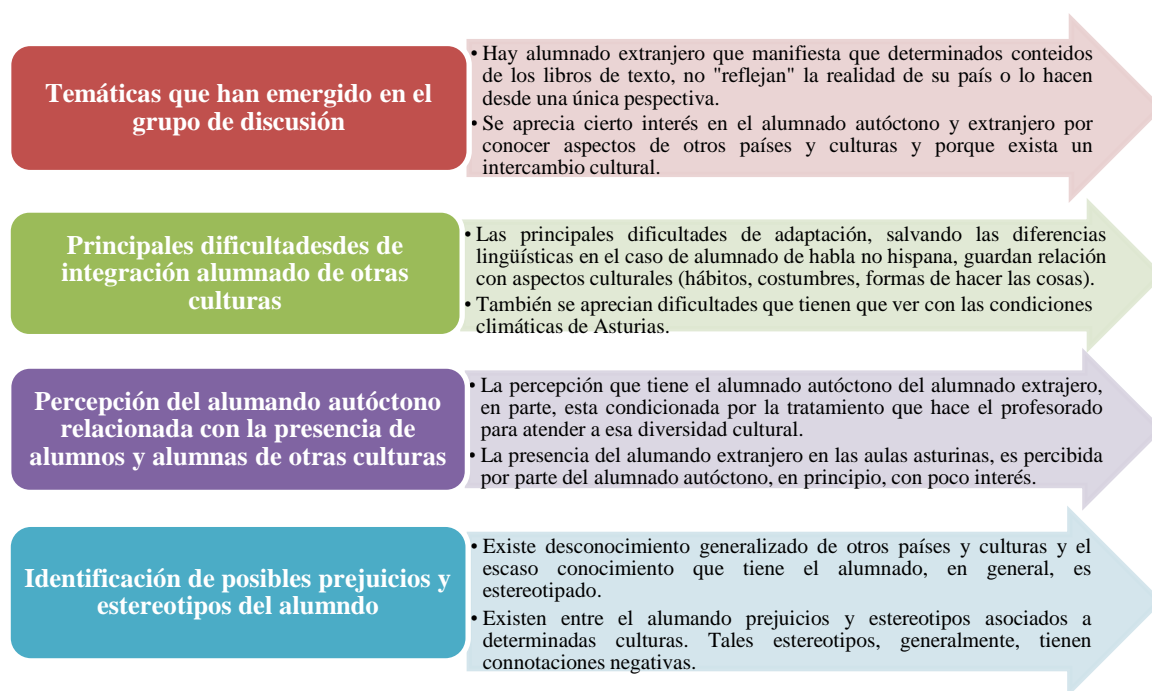 Temáticas que han emergido en el
grupo de discusión
• Hay alumnado extranjero que manifiesta que determinados conteidos
de los libros de texto, no "reflejan" la realidad de su país o lo hacen
desde una única pespectiva.
• Se aprecia cierto interés en el alumnado autóctono y extranjero por
conocer aspectos de otros países y culturas y porque exista un
intercambio cultural.
Principales dificultadesdes de
integración alumnado de otras
culturas
• Las principales dificultades de adaptación, salvando las diferencias
lingüísticas en el caso de alumnado de habla no hispana, guardan relación
con aspectos culturales (hábitos, costumbres, formas de hacer las cosas).
• También se aprecian dificultades que tienen que ver con las condiciones
climáticas de Asturias.
Percepción del alumando autóctono
relacionada con la presencia de
alumnos y alumnas de otras culturas
• La percepción que tiene el alumnado autóctono del alumnado extrajero,
en parte, esta condicionada por la tratamiento que hace el profesorado
para atender a esa diversidad cultural.
• La presencia del alumando extranjero en las aulas asturinas, es percibida
por parte del alumnado autóctono, en principio, con poco interés.
Identificación de posibles prejuicios y
estereotipos del alumndo
• Existe desconocimiento generalizado de otros países y culturas y el
escaso conocimiento que tiene el alumnado, en general, es
estereotipado.
• Existen entre el alumando prejuicios y estereotipos asociados a
determinadas culturas. Tales estereotipos, generalmente, tienen
connotaciones negativas.